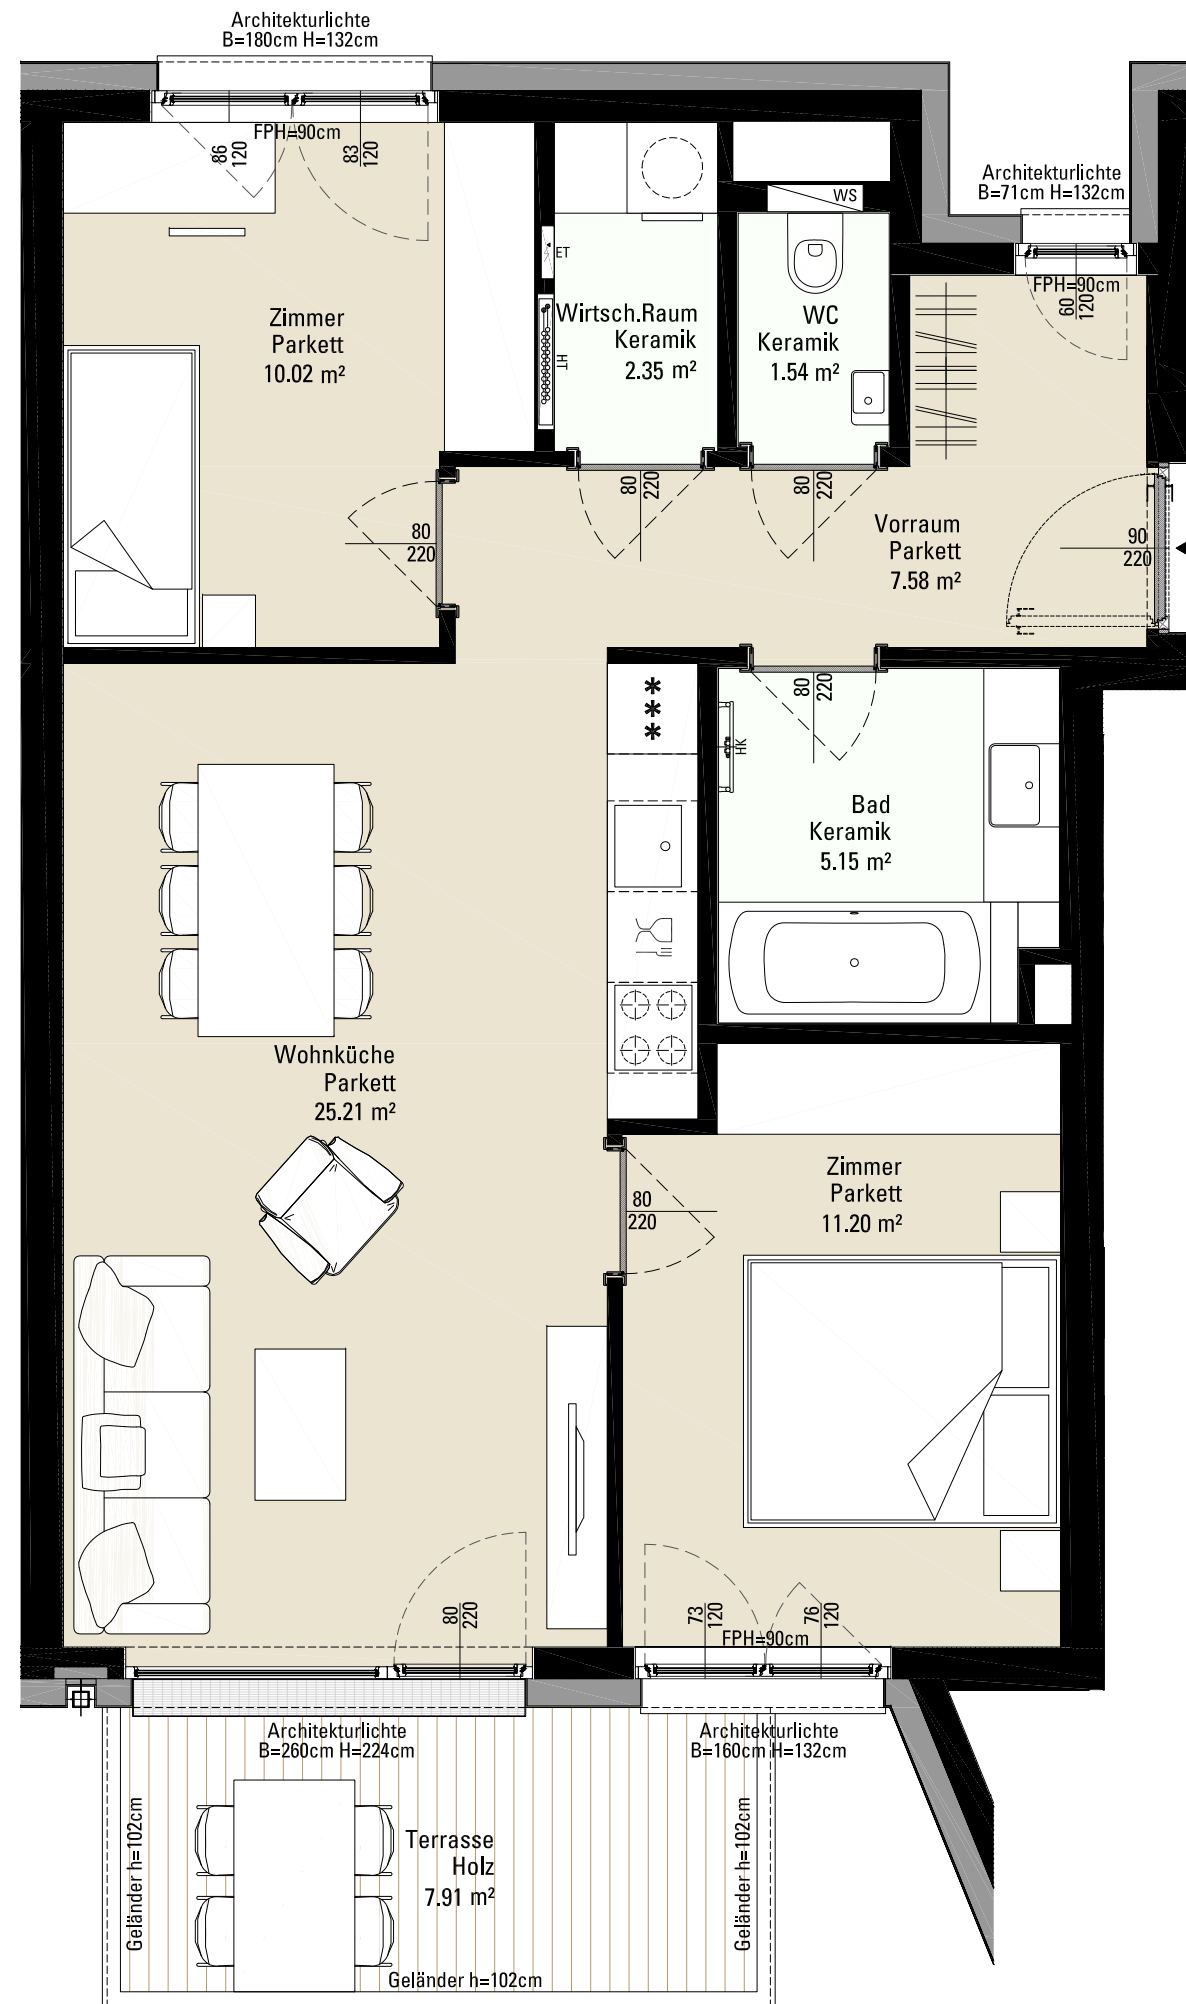 Architekturlichte
B=180cm H=132cm
FPH=90cm
86
120
83
120
Architekturlichte
B=71cm H=132cm
FPH=90cm
60
120
WS
ET
HT
Zimmer
Parkett
10.02 m²
Wirtsch.Raum
Keramik
2.35 m²
WC
Keramik
1.54 m²
80
220
80
220
80
220
Vorraum
Parkett
7.58 m²
90
220
80
220
HK
Bad
Keramik
5.15 m²
Wohnküche
Parkett
25.21 m²
Zimmer
Parkett
11.20 m²
80
220
80
220
73
120
76
120
FPH=90cm
Architekturlichte
B=260cm H=224cm
Architekturlichte
B=160cm H=132cm
Geländer h=102cm
Terrasse
Holz
7.91 m²
Geländer h=102cm
Geländer h=102cm